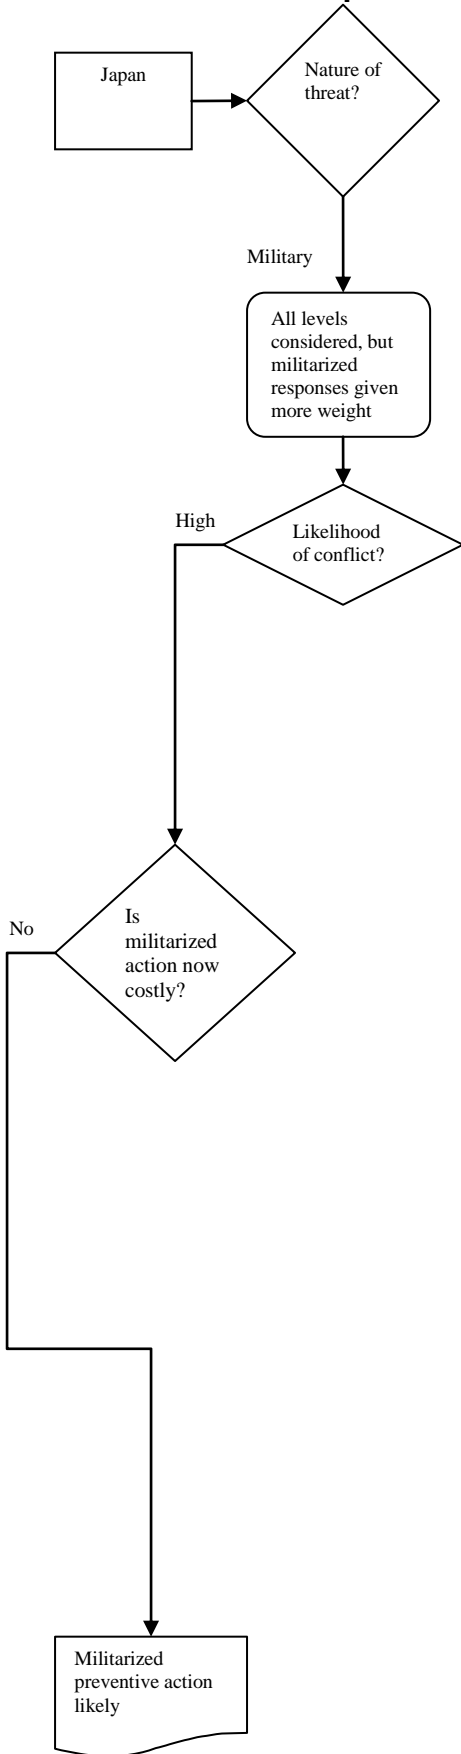 Japan
Nature of
threat?
Military
All levels
considered, but
militarized
responses given
more weight
High
Likelihood
of conflict?
No
Is
militarized
action now
costly?
Militarized
preventive action
likely